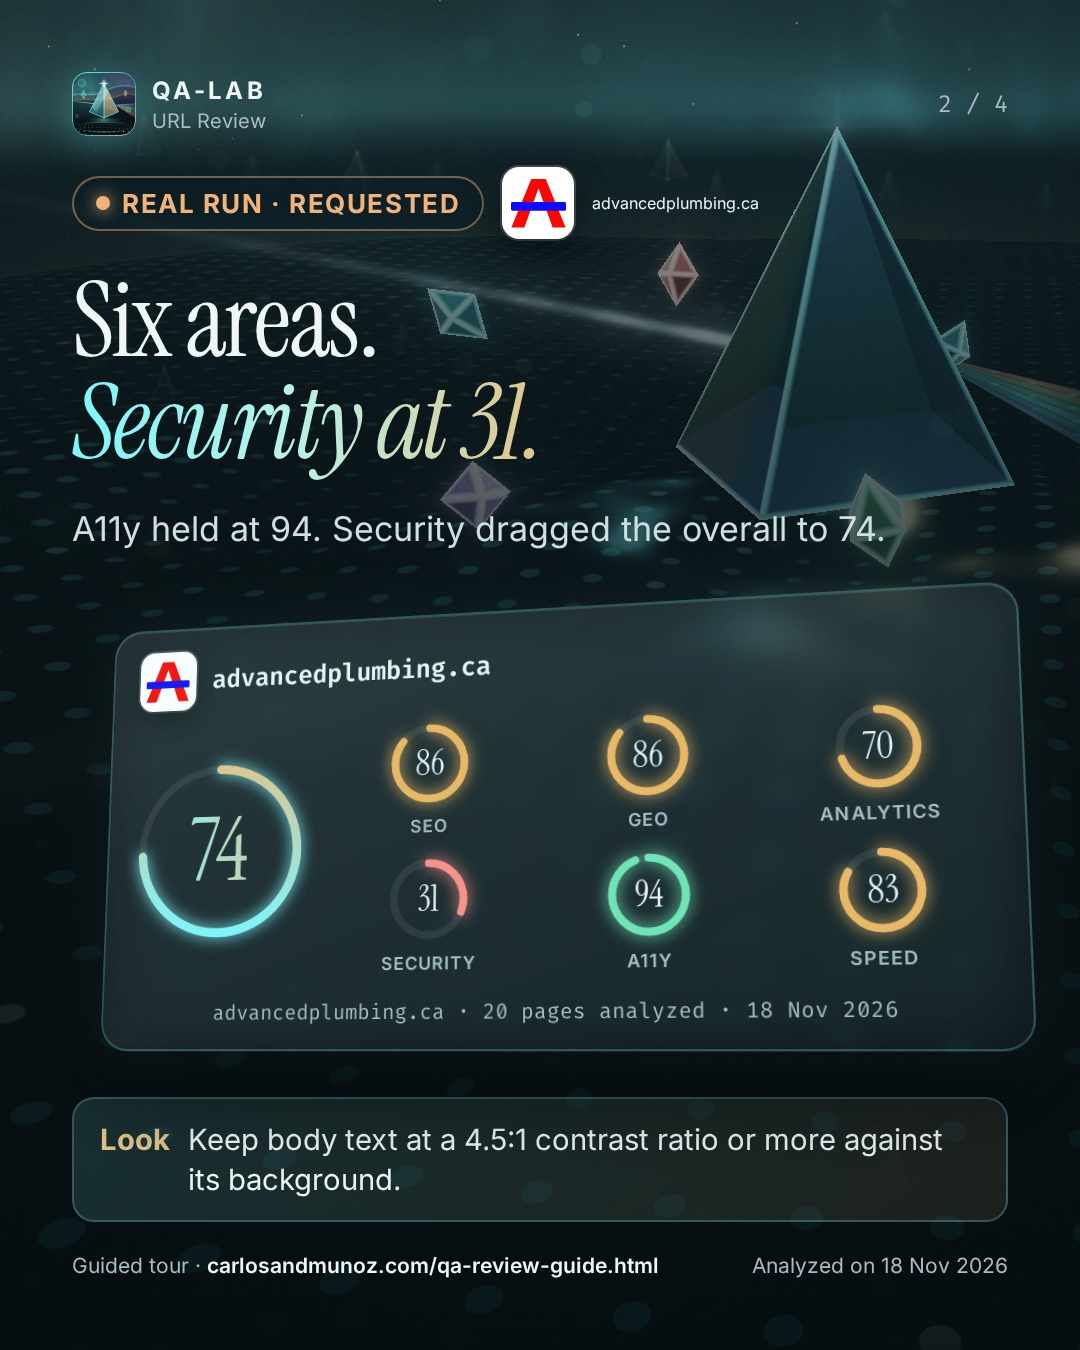 QA-LAB
URL Review
2 / 4
REAL RUN · REQUESTED
A
advancedplumbing.ca
Six areas.
Security at 31.
A11y held at 94. Security dragged the overall to 74.
A
advancedplumbing.ca
74
86
SEO
86
GEO
70
ANALYTICS
31
SECURITY
94
A11Y
83
SPEED
advancedplumbing.ca · 20 pages analyzed · 18 Nov 2026
Look Keep body text at a 4.5:1 contrast ratio or more against
its background.
Guided tour · carlosandmunoz.com/qa-review-guide.html
Analyzed on 18 Nov 2026